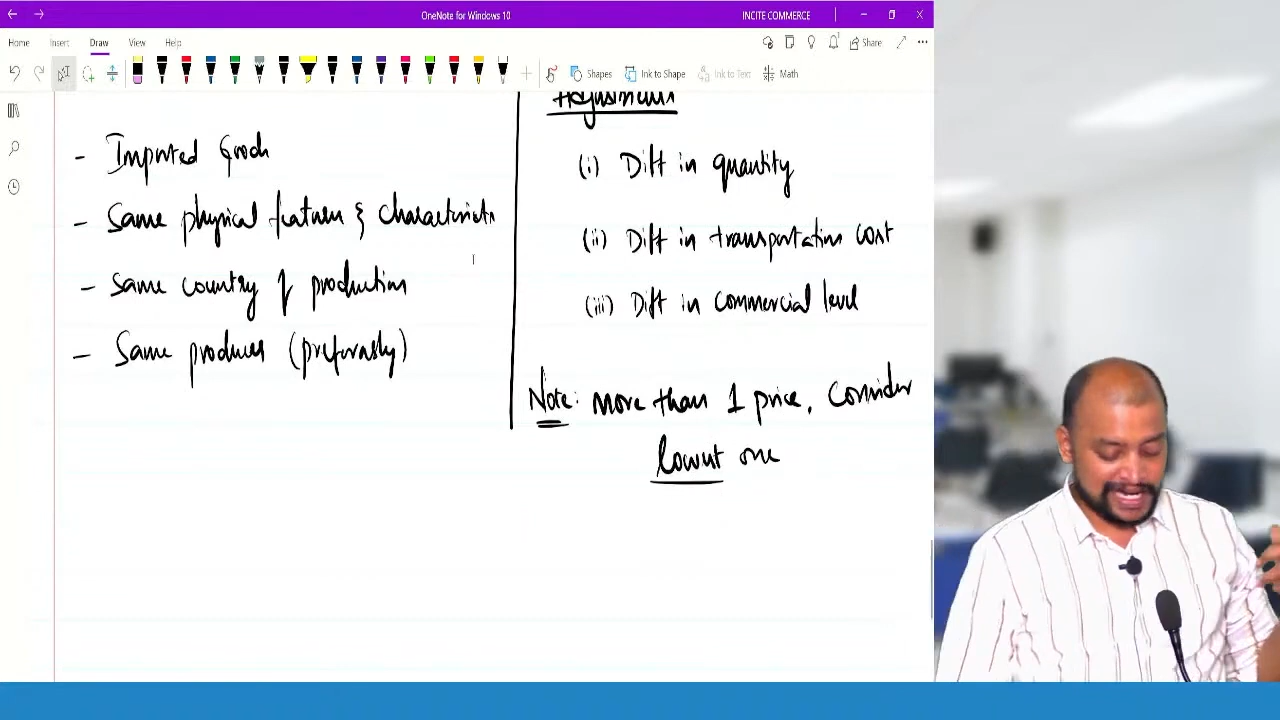 OneNote for Windows 10
INCITE COMMERCE
Home Insert Draw View Help
Share
Shapes Ink to Shape Ink to Text Math
Adjustment
- Imported Goods
- Same physical features & characteristics
- Same country of production
- Same producer (preferably)
(i) Diff in quantity
(ii) Diff in transportation cost
(iii) Diff in commercial level
Note: more than 1 price, consider
lowest one